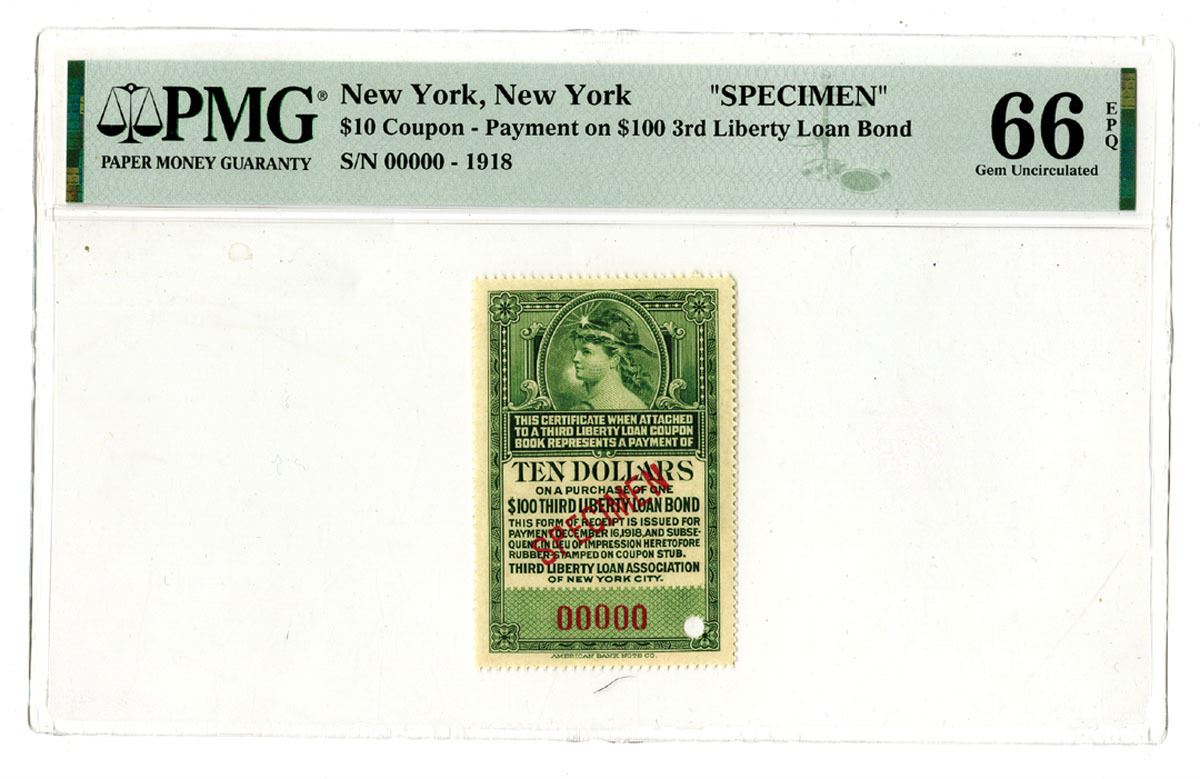 PMG®
PAPER MONEY GUARANTY
New York, New York "SPECIMEN"
$10 Coupon - Payment on $100 3rd Liberty Loan Bond
S/N 00000 - 1918
66
EPQ
Gem Uncirculated
THIS CERTIFICATE WHEN ATTACHED
TO A THIRD LIBERTY LOAN COUPON
BOOK REPRESENTS A PAYMENT OF
TEN DOLLARS
ON A PURCHASE OF ONE
$100 THIRD LIBERTY LOAN BOND
THIS FORM OF RECEIPT IS ISSUED FOR
PAYMENT DECEMBER 16, 1918, AND SUBSE-
QUENT, IN LIEU OF IMPRESSION HERETOFORE
RUBBER-STAMPED ON COUPON STUB.
THIRD LIBERTY LOAN ASSOCIATION
OF NEW YORK CITY.
SPECIMEN
00000
AMERICAN BANK NOTE CO.